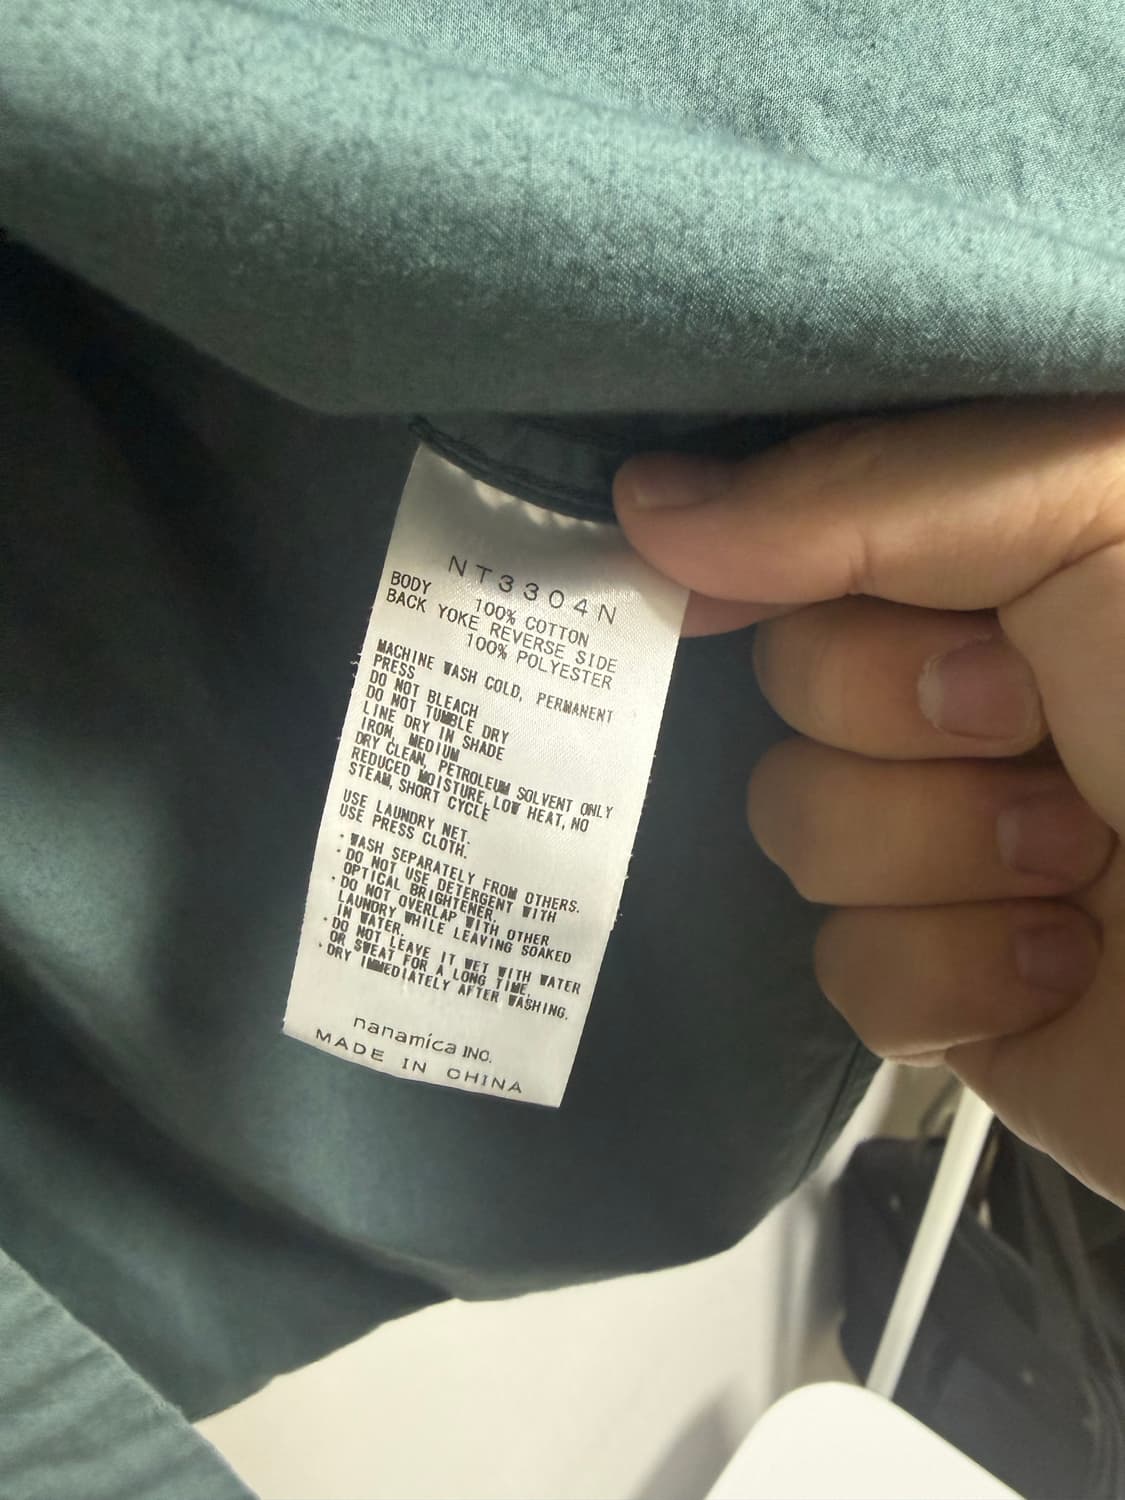 NT3304N
BODY
100% COTTON
BACK YOKE REVERSE SIDE
100% POLYESTER
MACHINE WASH COLD, PERMANENT
PRESS
DO NOT BLEACH
DO NOT TUMBLE DRY
LINE DRY IN SHADE
IRON, MEDIUM
DRY CLEAN, PETROLEUM SOLVENT ONLY
REDUCED MOISTURE, LOW HEAT, NO
STEAM, SHORT CYCLE
USE LAUNDRY NET.
USE PRESS CLOTH.
・WASH SEPARATELY FROM OTHERS.
・DO NOT USE DETERGENT WITH
OPTICAL BRIGHTENER.
・DO NOT OVERLAP WITH OTHER
LAUNDRY WHILE LEAVING SOAKED
IN WATER.
・DO NOT LEAVE IT WET WITH WATER
OR SWEAT FOR A LONG TIME.
・DRY IMMEDIATELY AFTER WASHING.
nanamica INC.
MADE IN CHINA